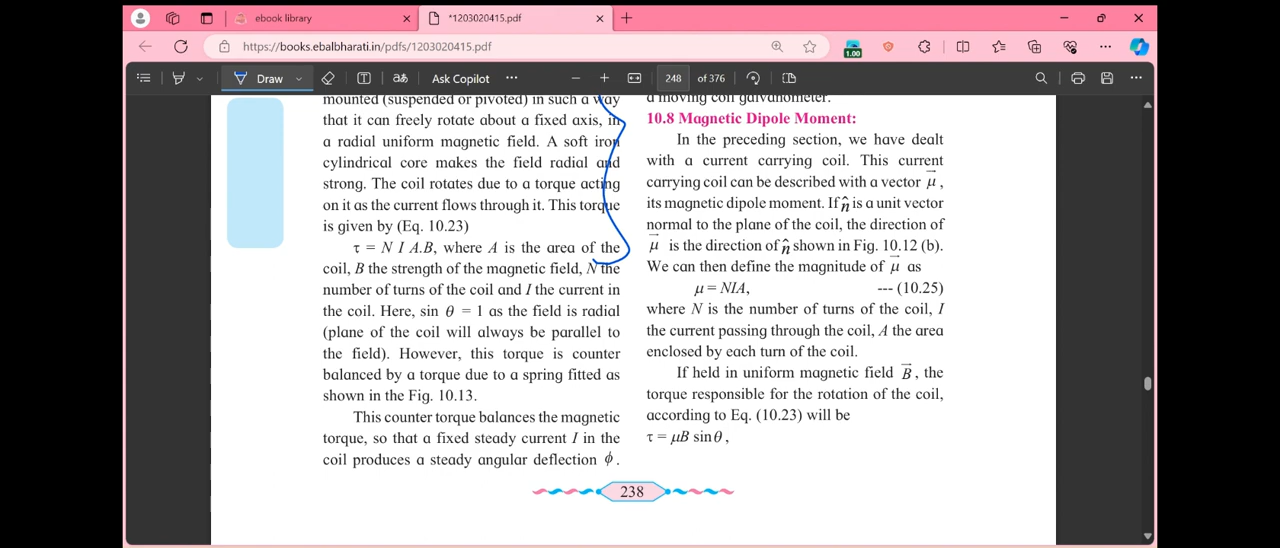 ebook library
*1203020415.pdf
https://books.ebalbharati.in/pdfs/1203020415.pdf
1.00
Draw
Ask Copilot
248 of 376
mounted (suspended or pivoted) in such a way
that it can freely rotate about a fixed axis, in
a radial uniform magnetic field. A soft iron
cylindrical core makes the field radial and
strong. The coil rotates due to a torque acting
on it as the current flows through it. This torque
is given by (Eq. 10.23)
τ = N I A.B, where A is the area of the
coil, B the strength of the magnetic field, N the
number of turns of the coil and I the current in
the coil. Here, sin θ = 1 as the field is radial
(plane of the coil will always be parallel to
the field). However, this torque is counter
balanced by a torque due to a spring fitted as
shown in the Fig. 10.13.
This counter torque balances the magnetic
torque, so that a fixed steady current I in the
coil produces a steady angular deflection ϕ.
a moving coil galvanometer.
10.8 Magnetic Dipole Moment:
In the preceding section, we have dealt
with a current carrying coil. This current
carrying coil can be described with a vector μ⃗,
its magnetic dipole moment. If n̂ is a unit vector
normal to the plane of the coil, the direction of
μ⃗ is the direction of n̂ shown in Fig. 10.12 (b).
We can then define the magnitude of μ⃗ as
μ = NIA, --- (10.25)
where N is the number of turns of the coil, I
the current passing through the coil, A the area
enclosed by each turn of the coil.
If held in uniform magnetic field B⃗, the
torque responsible for the rotation of the coil,
according to Eq. (10.23) will be
τ = μB sinθ,
238